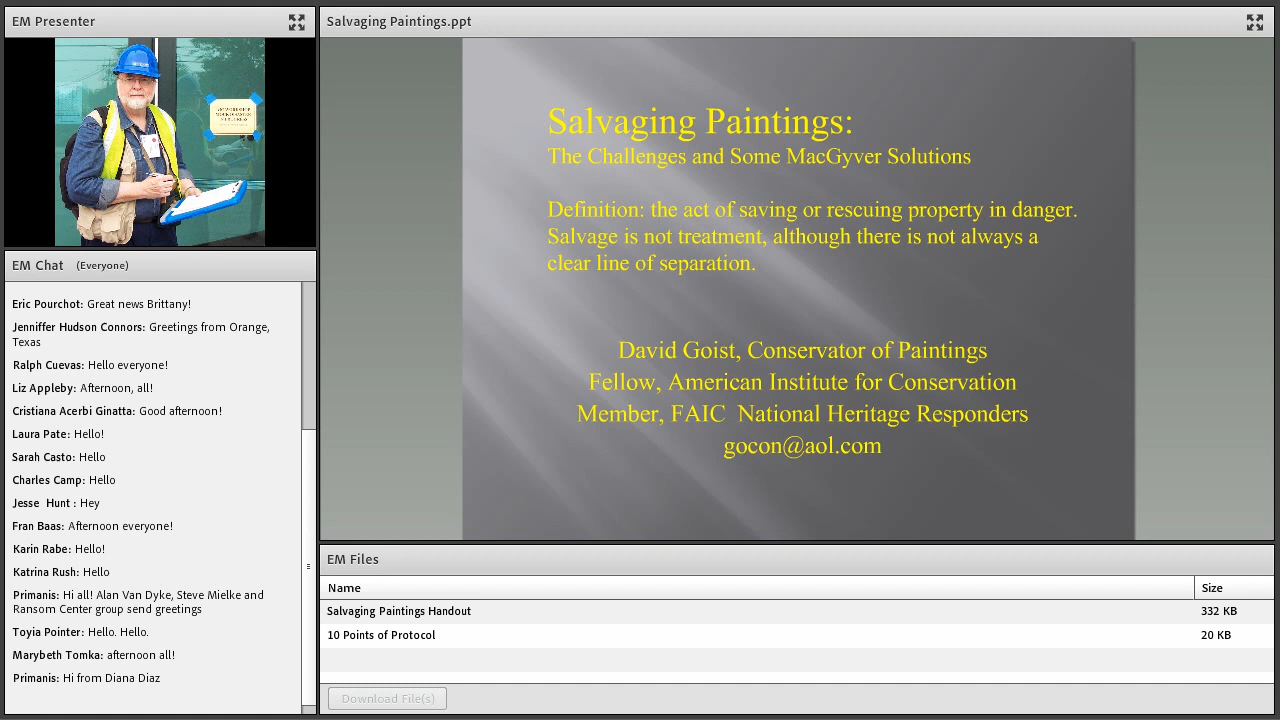 EM Presenter
EM Chat (Everyone)
Eric Pourchot: Great news Brittany!
Jenniffer Hudson Connors: Greetings from Orange,
Texas
Ralph Cuevas: Hello everyone!
Liz Appleby: Afternoon, all!
Cristiana Acerbi Ginatta: Good afternoon!
Laura Pate: Hello!
Sarah Casto: Hello
Charles Camp: Hello
Jesse Hunt : Hey
Fran Baas: Afternoon everyone!
Karin Rabe: Hello!
Katrina Rush: Hello
Primanis: Hi all! Alan Van Dyke, Steve Mielke and
Ransom Center group send greetings
Toyia Pointer: Hello. Hello.
Marybeth Tomka: afternoon all!
Primanis: Hi from Diana Diaz
Salvaging Paintings.ppt
Salvaging Paintings:
The Challenges and Some MacGyver Solutions
Definition: the act of saving or rescuing property in danger.
Salvage is not treatment, although there is not always a
clear line of separation.
David Goist, Conservator of Paintings
Fellow, American Institute for Conservation
Member, FAIC National Heritage Responders
gocon@aol.com
EM Files
Name Size
Salvaging Paintings Handout 332 KB
10 Points of Protocol 20 KB
Download File(s)